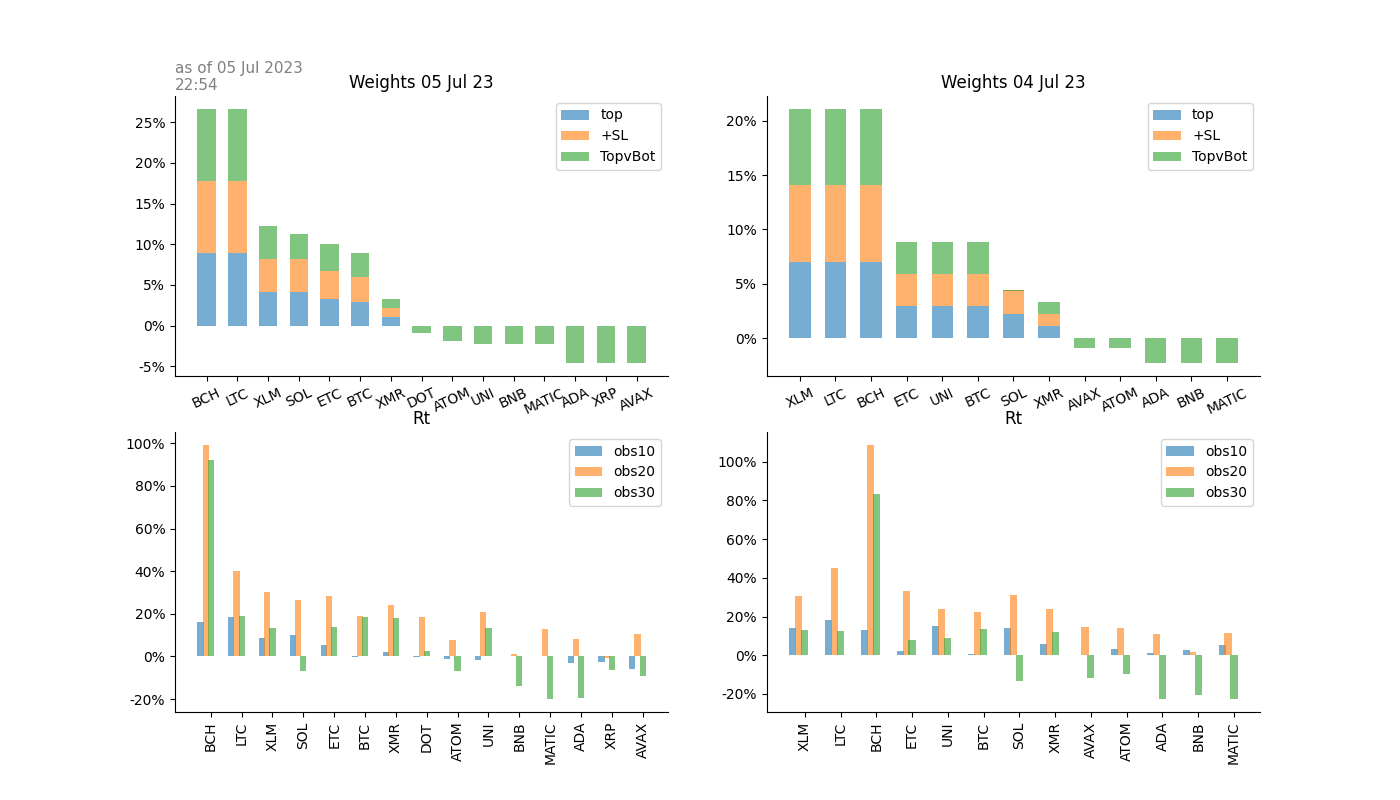 as of 05 Jul 2023
22:54
Weights 05 Jul 23
25%
20%
15%
10%
5%
0%
-5%
top
+SL
TopvBot
BCH LTC XLM SOL ETC BTC XMR DOT ATOM UNI BNB MATIC ADA XRP AVAX
Weights 04 Jul 23
20%
15%
10%
5%
0%
top
+SL
TopvBot
XLM LTC BCH ETC UNI BTC SOL XMR AVAX ATOM ADA BNB MATIC
Rt
100%
80%
60%
40%
20%
0%
-20%
obs10
obs20
obs30
BCH LTC XLM SOL ETC BTC XMR DOT ATOM UNI BNB MATIC ADA XRP AVAX
Rt
100%
80%
60%
40%
20%
0%
-20%
obs10
obs20
obs30
XLM LTC BCH ETC UNI BTC SOL XMR AVAX ATOM ADA BNB MATIC